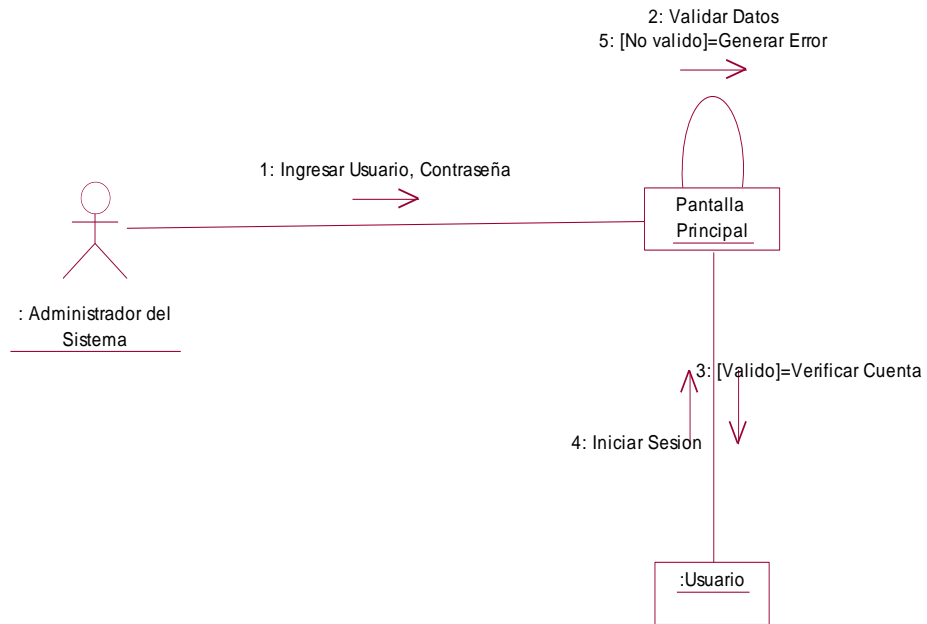 2: Validar Datos
5: [No valido]=Generar Error
1: Ingresar Usuario, Contraseña
Pantalla
Principal
: Administrador del
Sistema
3: [Valido]=Verificar Cuenta
4: Iniciar Sesion
:Usuario